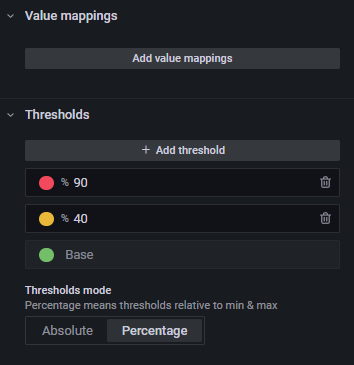 Value mappings
Add value mappings
Thresholds
+ Add threshold
% 90
% 40
Base
Thresholds mode
Percentage means thresholds relative to min & max
Absolute Percentage